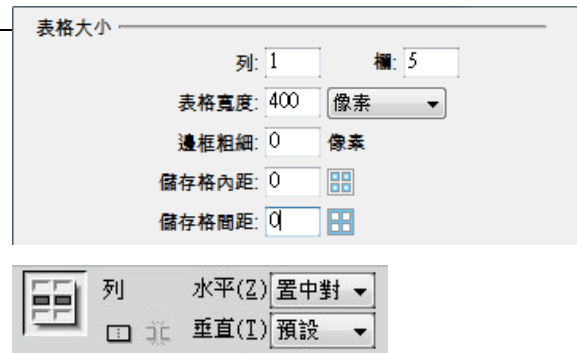 表格大小
列: 1 欄: 5
表格寬度: 400 像素
邊框粗細: 0 像素
儲存格內距: 0
儲存格間距: 0
列 水平(Z) 置中對
垂直(T) 預設